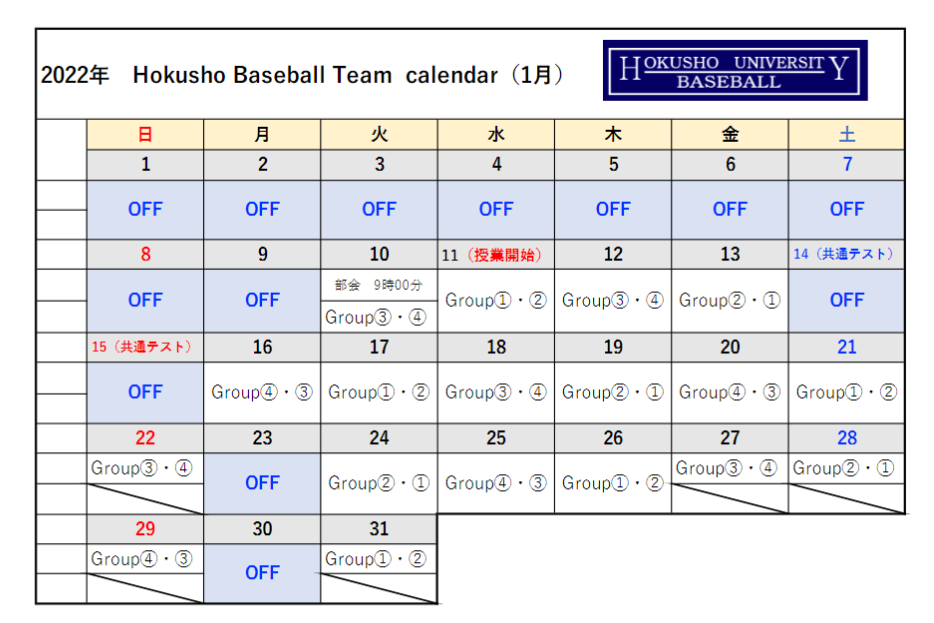 2022年 Hokusho Baseball Team calendar（1月）
HOKUSHO UNIVERSITY
BASEBALL
日 月 火 水 木 金 土
1 2 3 4 5 6 7
OFF OFF OFF OFF OFF OFF OFF
8 9 10 11（授業開始） 12 13 14（共通テスト）
OFF OFF 部会 9時00分 Group①・② Group③・④ Group②・① OFF
Group③・④
15（共通テスト） 16 17 18 19 20 21
OFF Group④・③ Group①・② Group③・④ Group②・① Group④・③ Group①・②
22 23 24 25 26 27 28
Group③・④ OFF Group②・① Group④・③ Group①・② Group③・④ Group②・①
29 30 31
Group④・③ OFF Group①・②